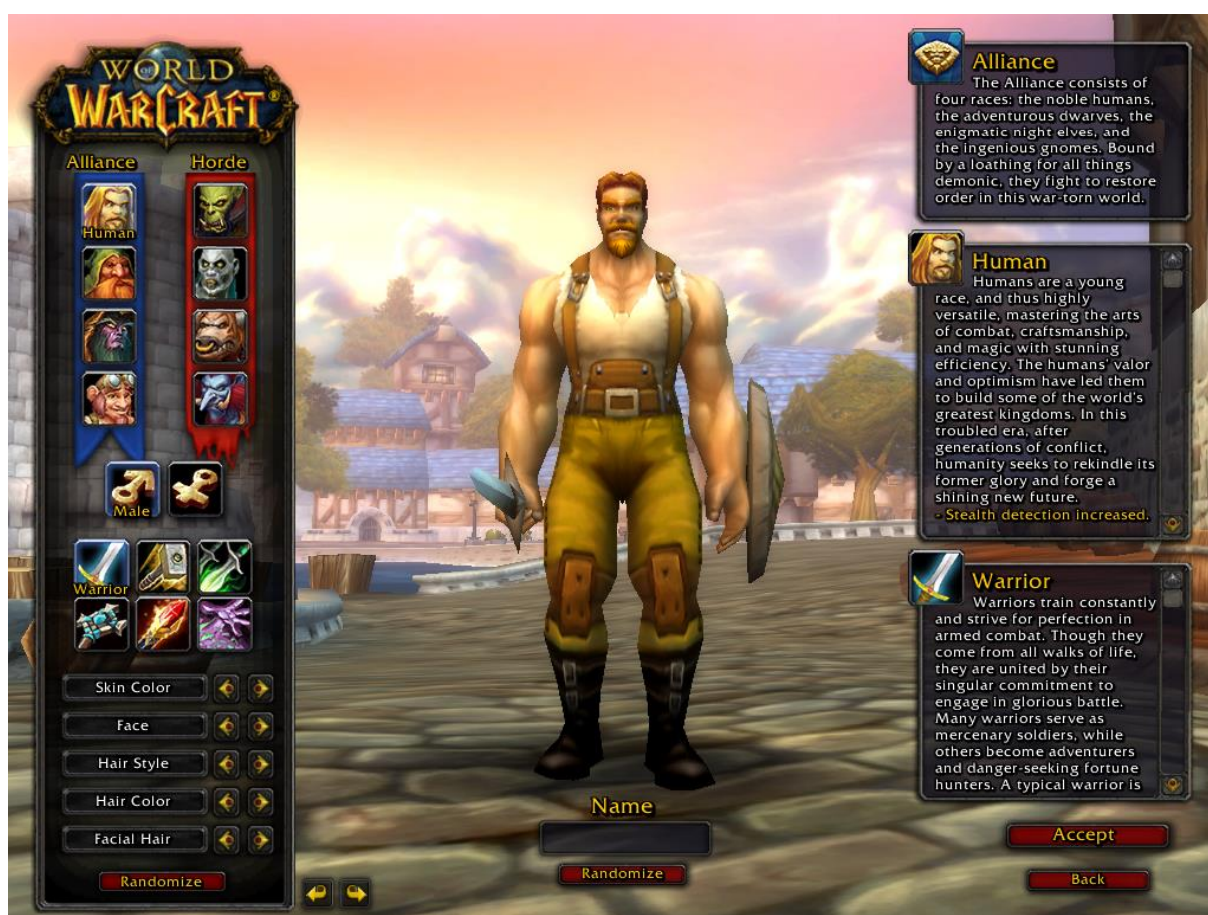 WORLD
OF
WARCRAFT®
Alliance
Horde
Human
Male
Warrior
Skin Color
Face
Hair Style
Hair Color
Facial Hair
Randomize
Name
Randomize
Alliance
The Alliance consists of
four races: the noble humans,
the adventurous dwarves, the
enigmatic night elves, and
the ingenious gnomes. Bound
by a loathing for all things
demonic, they fight to restore
order in this war-torn world.
Human
Humans are a young
race, and thus highly
versatile, mastering the arts
of combat, craftsmanship,
and magic with stunning
efficiency. The humans' valor
and optimism have led them
to build some of the world's
greatest kingdoms. In this
troubled era, after
generations of conflict,
humanity seeks to rekindle its
former glory and forge a
shining new future.
- Stealth detection increased.
Warrior
Warriors train constantly
and strive for perfection in
armed combat. Though they
come from all walks of life,
they are united by their
singular commitment to
engage in glorious battle.
Many warriors serve as
mercenary soldiers, while
others become adventurers
and danger-seeking fortune
hunters. A typical warrior is
Accept
Back